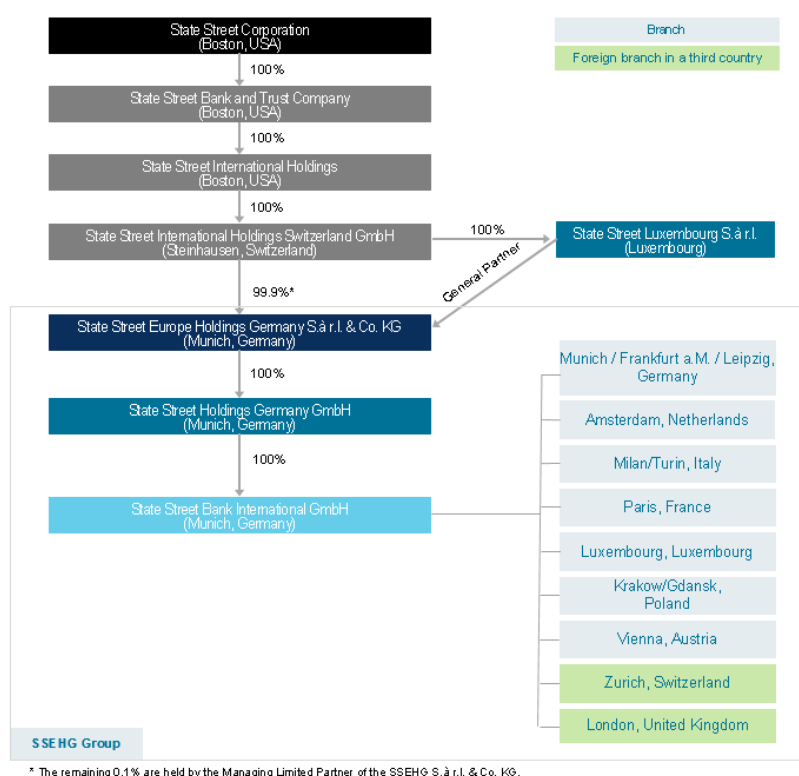 State Street Corporation
(Boston, USA)
Branch
Foreign branch in a third country
100%
State Street Bank and Trust Company
(Boston, USA)
100%
State Street International Holdings
(Boston, USA)
100%
State Street International Holdings Switzerland GmbH
(Steinhausen, Switzerland)
100%
State Street Luxembourg S.à r.l.
(Luxembourg)
General Partner
99.9%*
State Street Europe Holdings Germany S.à r.l. & Co. KG
(Munich, Germany)
100%
State Street Holdings Germany GmbH
(Munich, Germany)
100%
State Street Bank International GmbH
(Munich, Germany)
Munich / Frankfurt a.M. / Leipzig,
Germany
Amsterdam, Netherlands
Milan/Turin, Italy
Paris, France
Luxembourg, Luxembourg
Krakow/Gdansk,
Poland
Vienna, Austria
Zurich, Switzerland
London, United Kingdom
SSEHG Group
* The remaining 0.1% are held by the Managing Limited Partner of the SSEHG S.à r.l. & Co. KG.